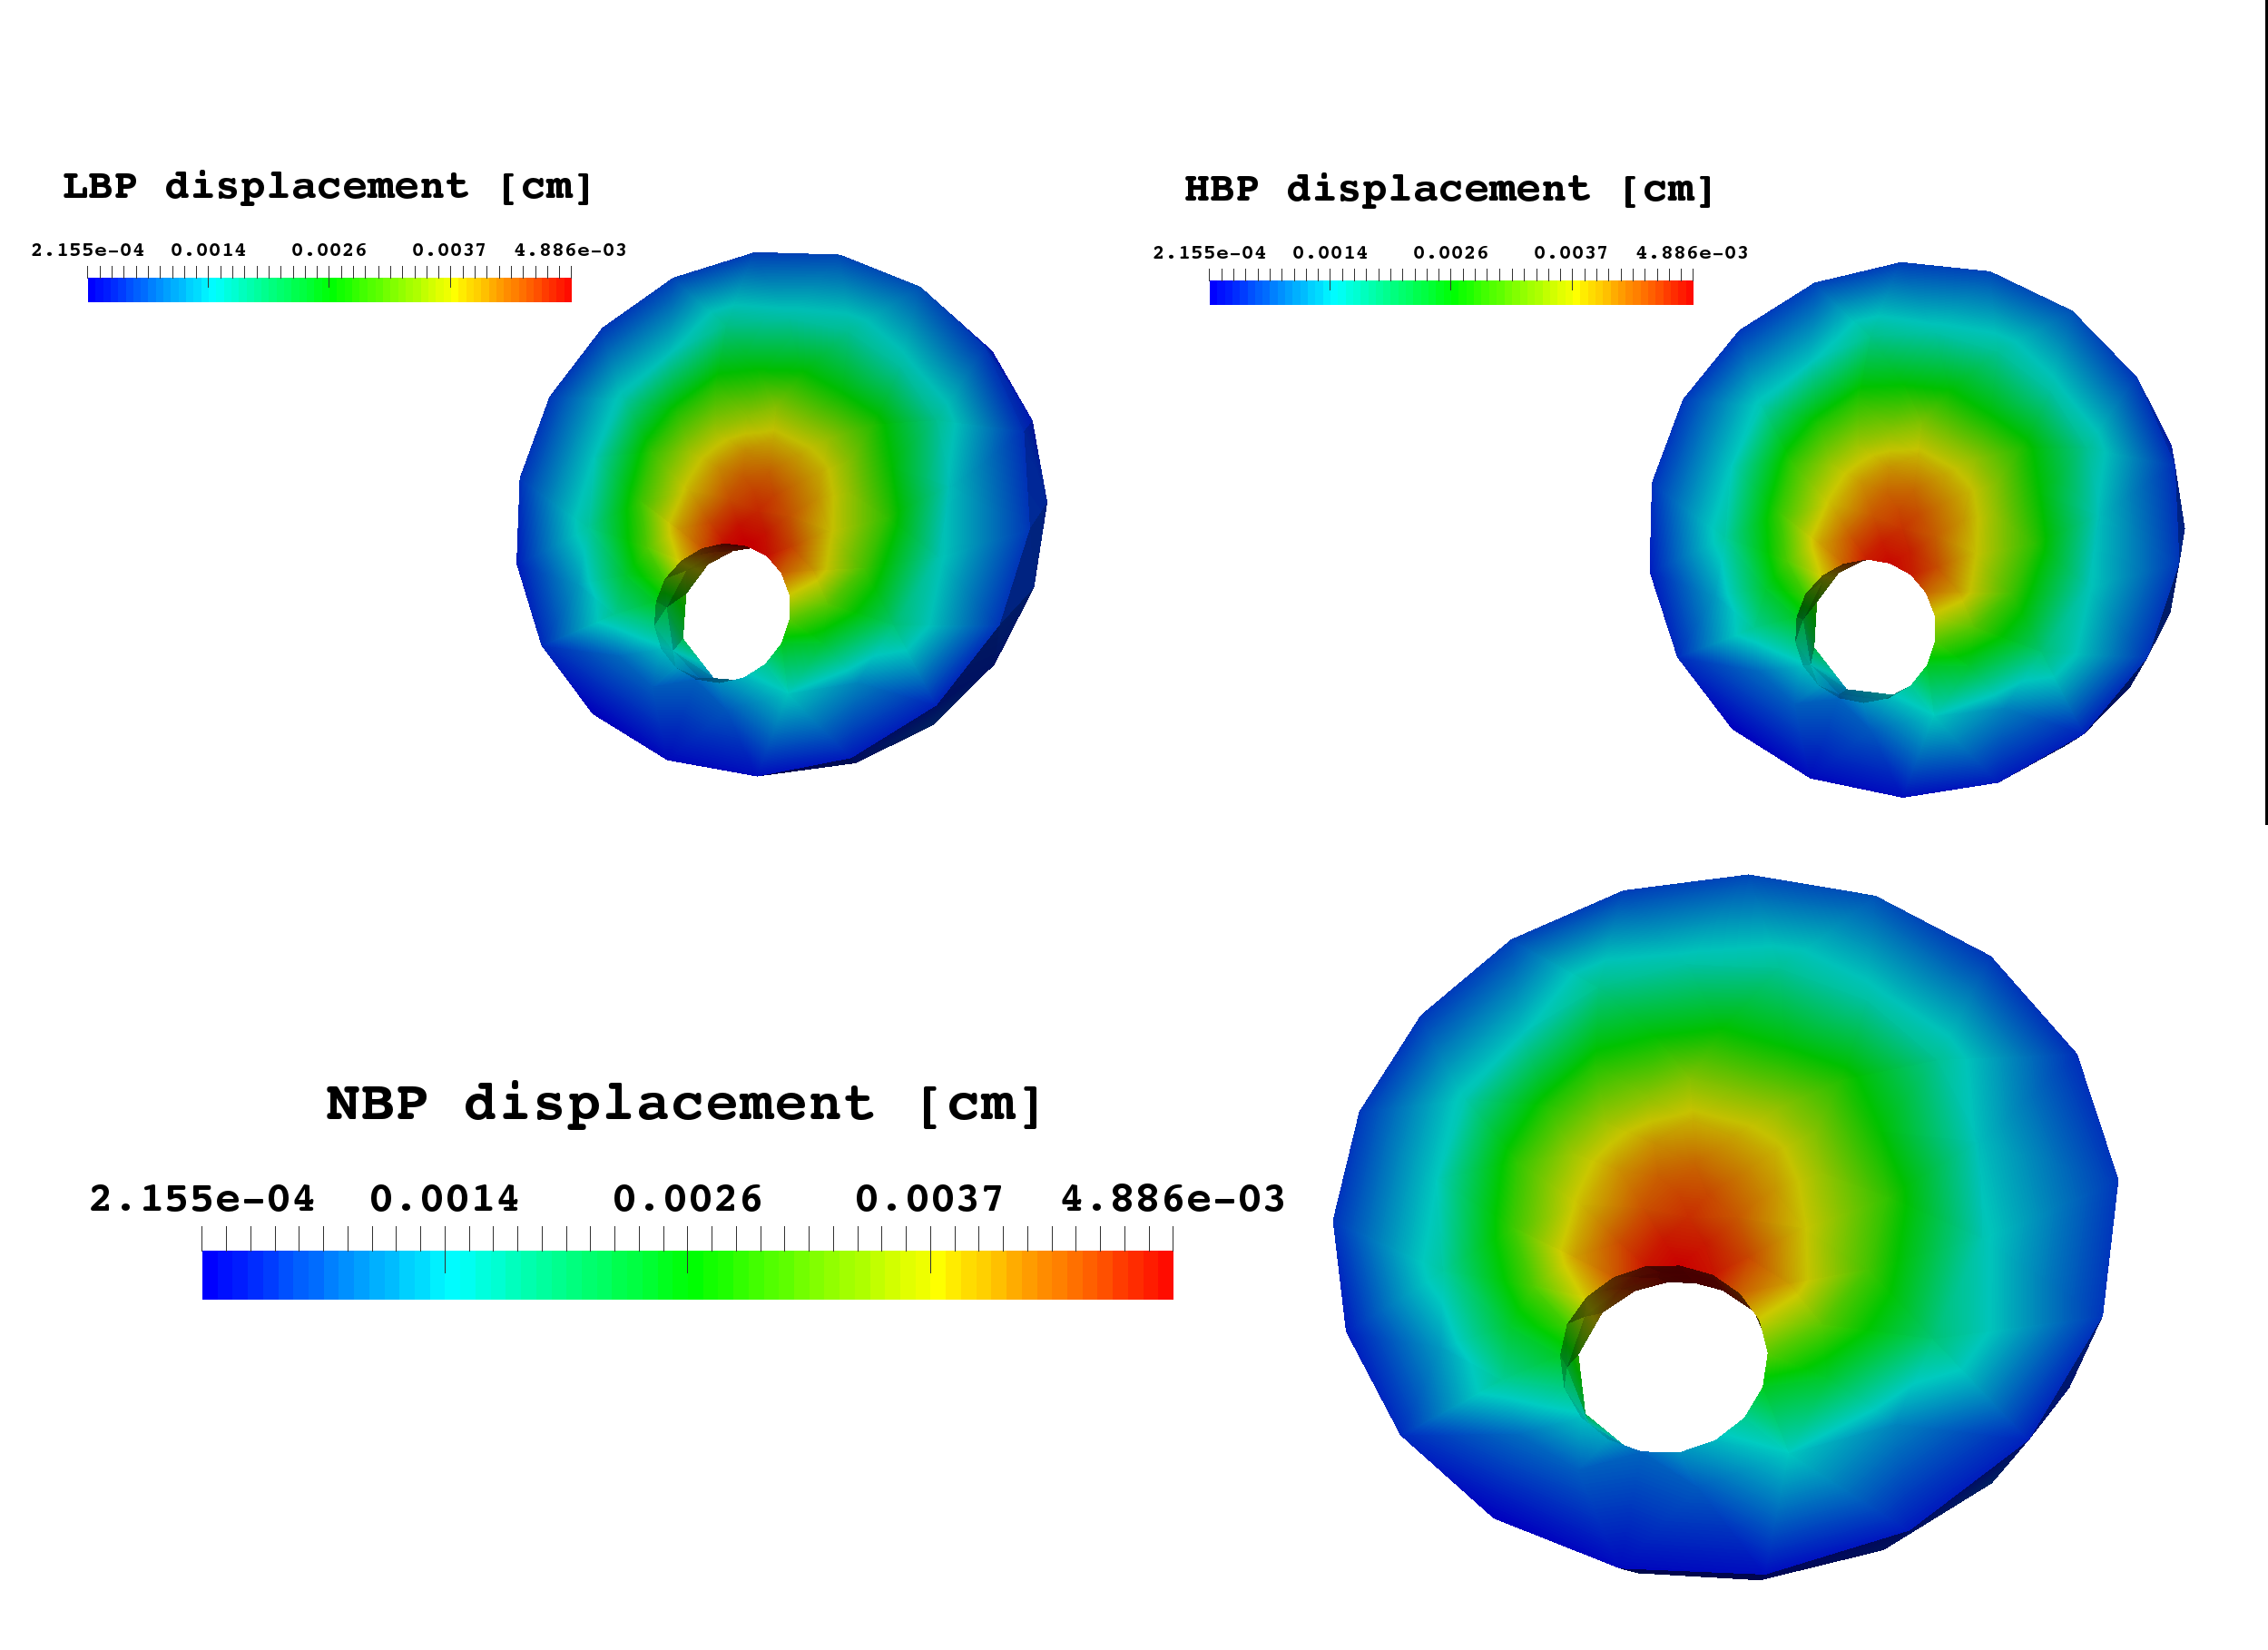 LBP displacement [cm]
2.155e-04 0.0014 0.0026 0.0037 4.886e-03
HBP displacement [cm]
2.155e-04 0.0014 0.0026 0.0037 4.886e-03
NBP displacement [cm]
2.155e-04 0.0014 0.0026 0.0037 4.886e-03